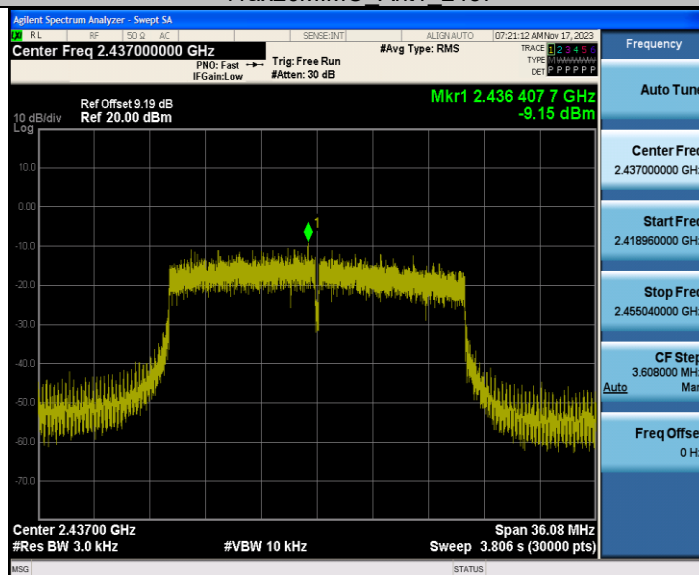 Agilent Spectrum Analyzer - Swept SA
RL RF 50 Ω AC SENSE:INT ALIGN AUTO 07:21:12 AM Nov 17, 2023
Center Freq 2.437000000 GHz #Avg Type: RMS TRACE 1 2 3 4 5 6
PNO: Fast Trig: Free Run TYPE M W W W W W
IFGain:Low #Atten: 30 dB DET P P P P P P
Mkr1 2.436 407 7 GHz
-9.15 dBm
Ref Offset 9.19 dB
10 dB/div Ref 20.00 dBm
Log
10.0
0.00
-10.0
-20.0
-30.0
-40.0
-50.0
-60.0
-70.0
1
Center 2.43700 GHz Span 36.08 MHz
#Res BW 3.0 kHz #VBW 10 kHz Sweep 3.806 s (30000 pts)
MSG STATUS
Frequency
Auto Tune
Center Freq
2.437000000 GHz
Start Freq
2.418960000 GHz
Stop Freq
2.455040000 GHz
CF Step
3.608000 MHz
Auto Man
Freq Offset
0 Hz